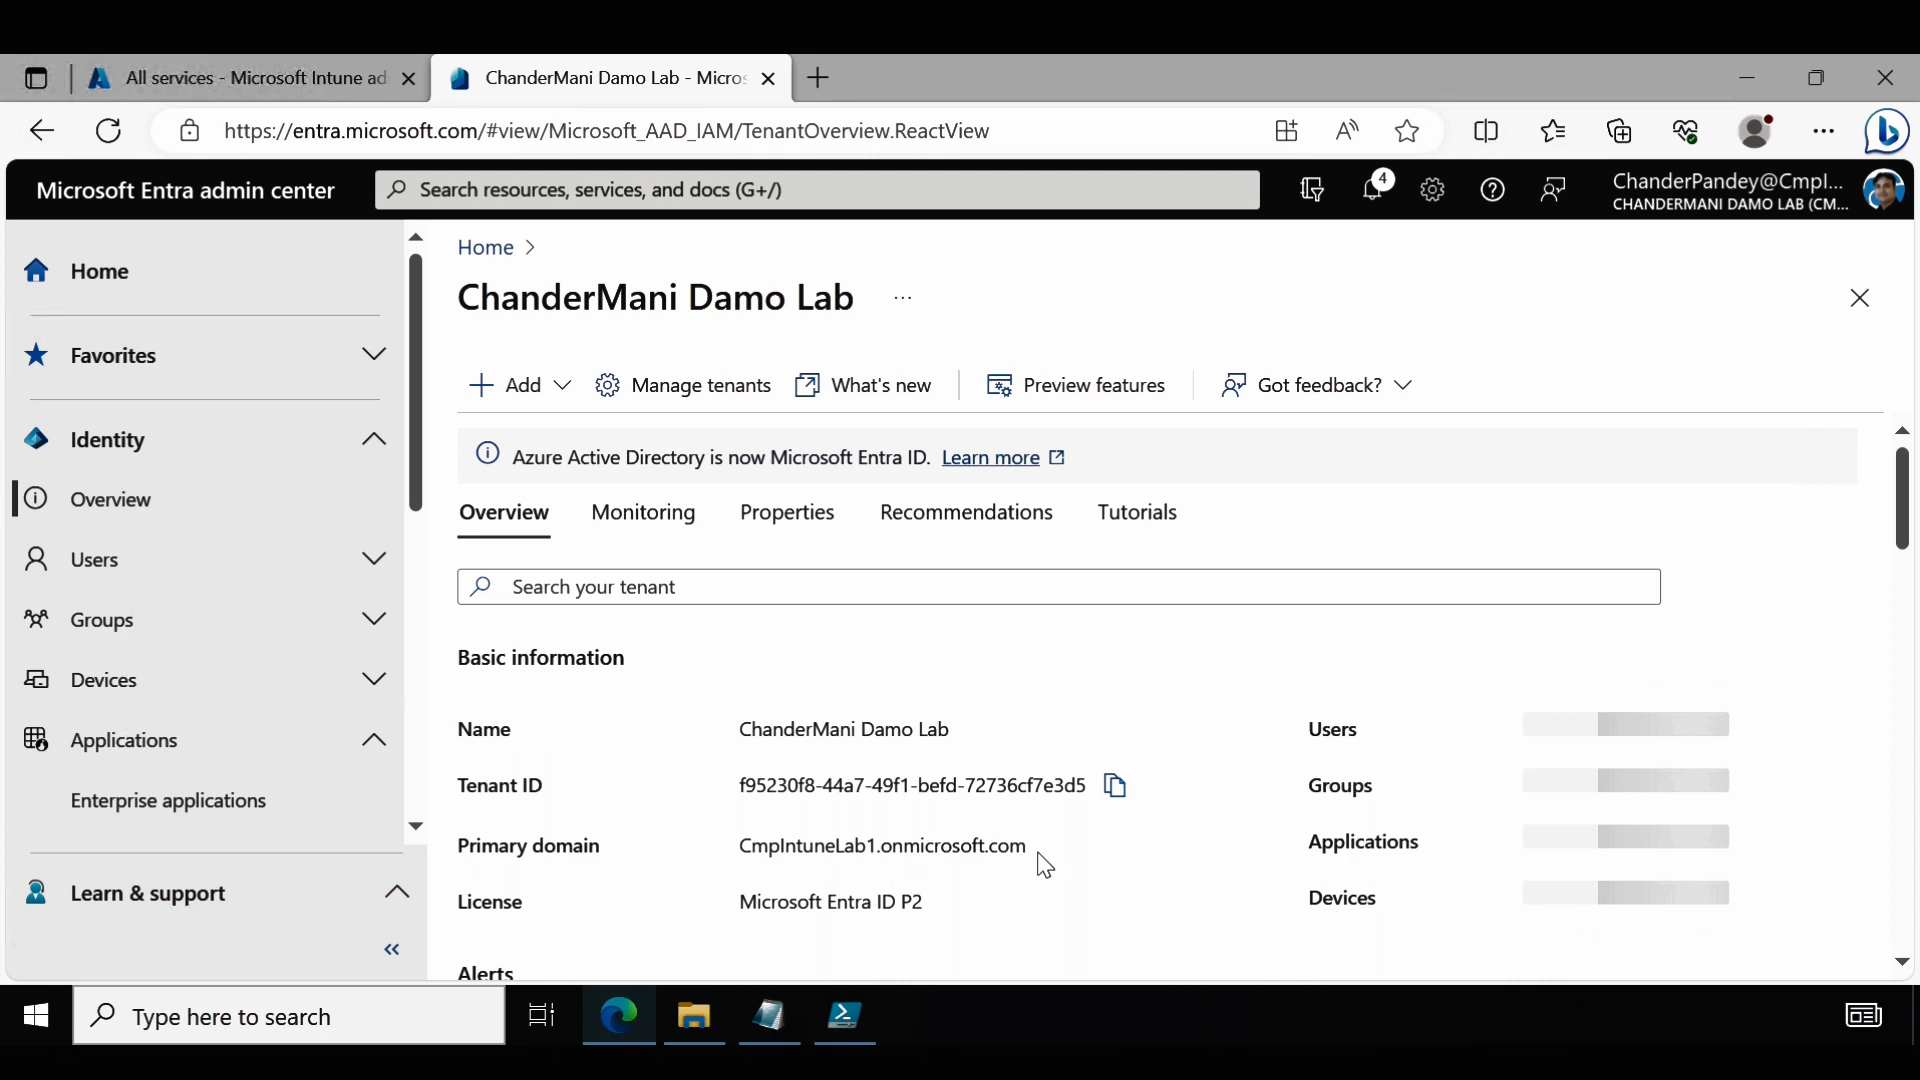 All services - Microsoft Intune ad
ChanderMani Damo Lab - Micros
https://entra.microsoft.com/#view/Microsoft_AAD_IAM/TenantOverview.ReactView
Microsoft Entra admin center
Search resources, services, and docs (G+/)
4
ChanderPandey@CmpI...
CHANDERMANI DAMO LAB (CM...
Home
Favorites
Identity
Overview
Users
Groups
Devices
Applications
Enterprise applications
Learn & support
Home
ChanderMani Damo Lab
...
Add
Manage tenants
What's new
Preview features
Got feedback?
Azure Active Directory is now Microsoft Entra ID. Learn more
Overview Monitoring Properties Recommendations Tutorials
Search your tenant
Basic information
Name ChanderMani Damo Lab Users
Tenant ID f95230f8-44a7-49f1-befd-72736cf7e3d5 Groups
Primary domain CmpIntuneLab1.onmicrosoft.com Applications
License Microsoft Entra ID P2 Devices
Alerts
Type here to search